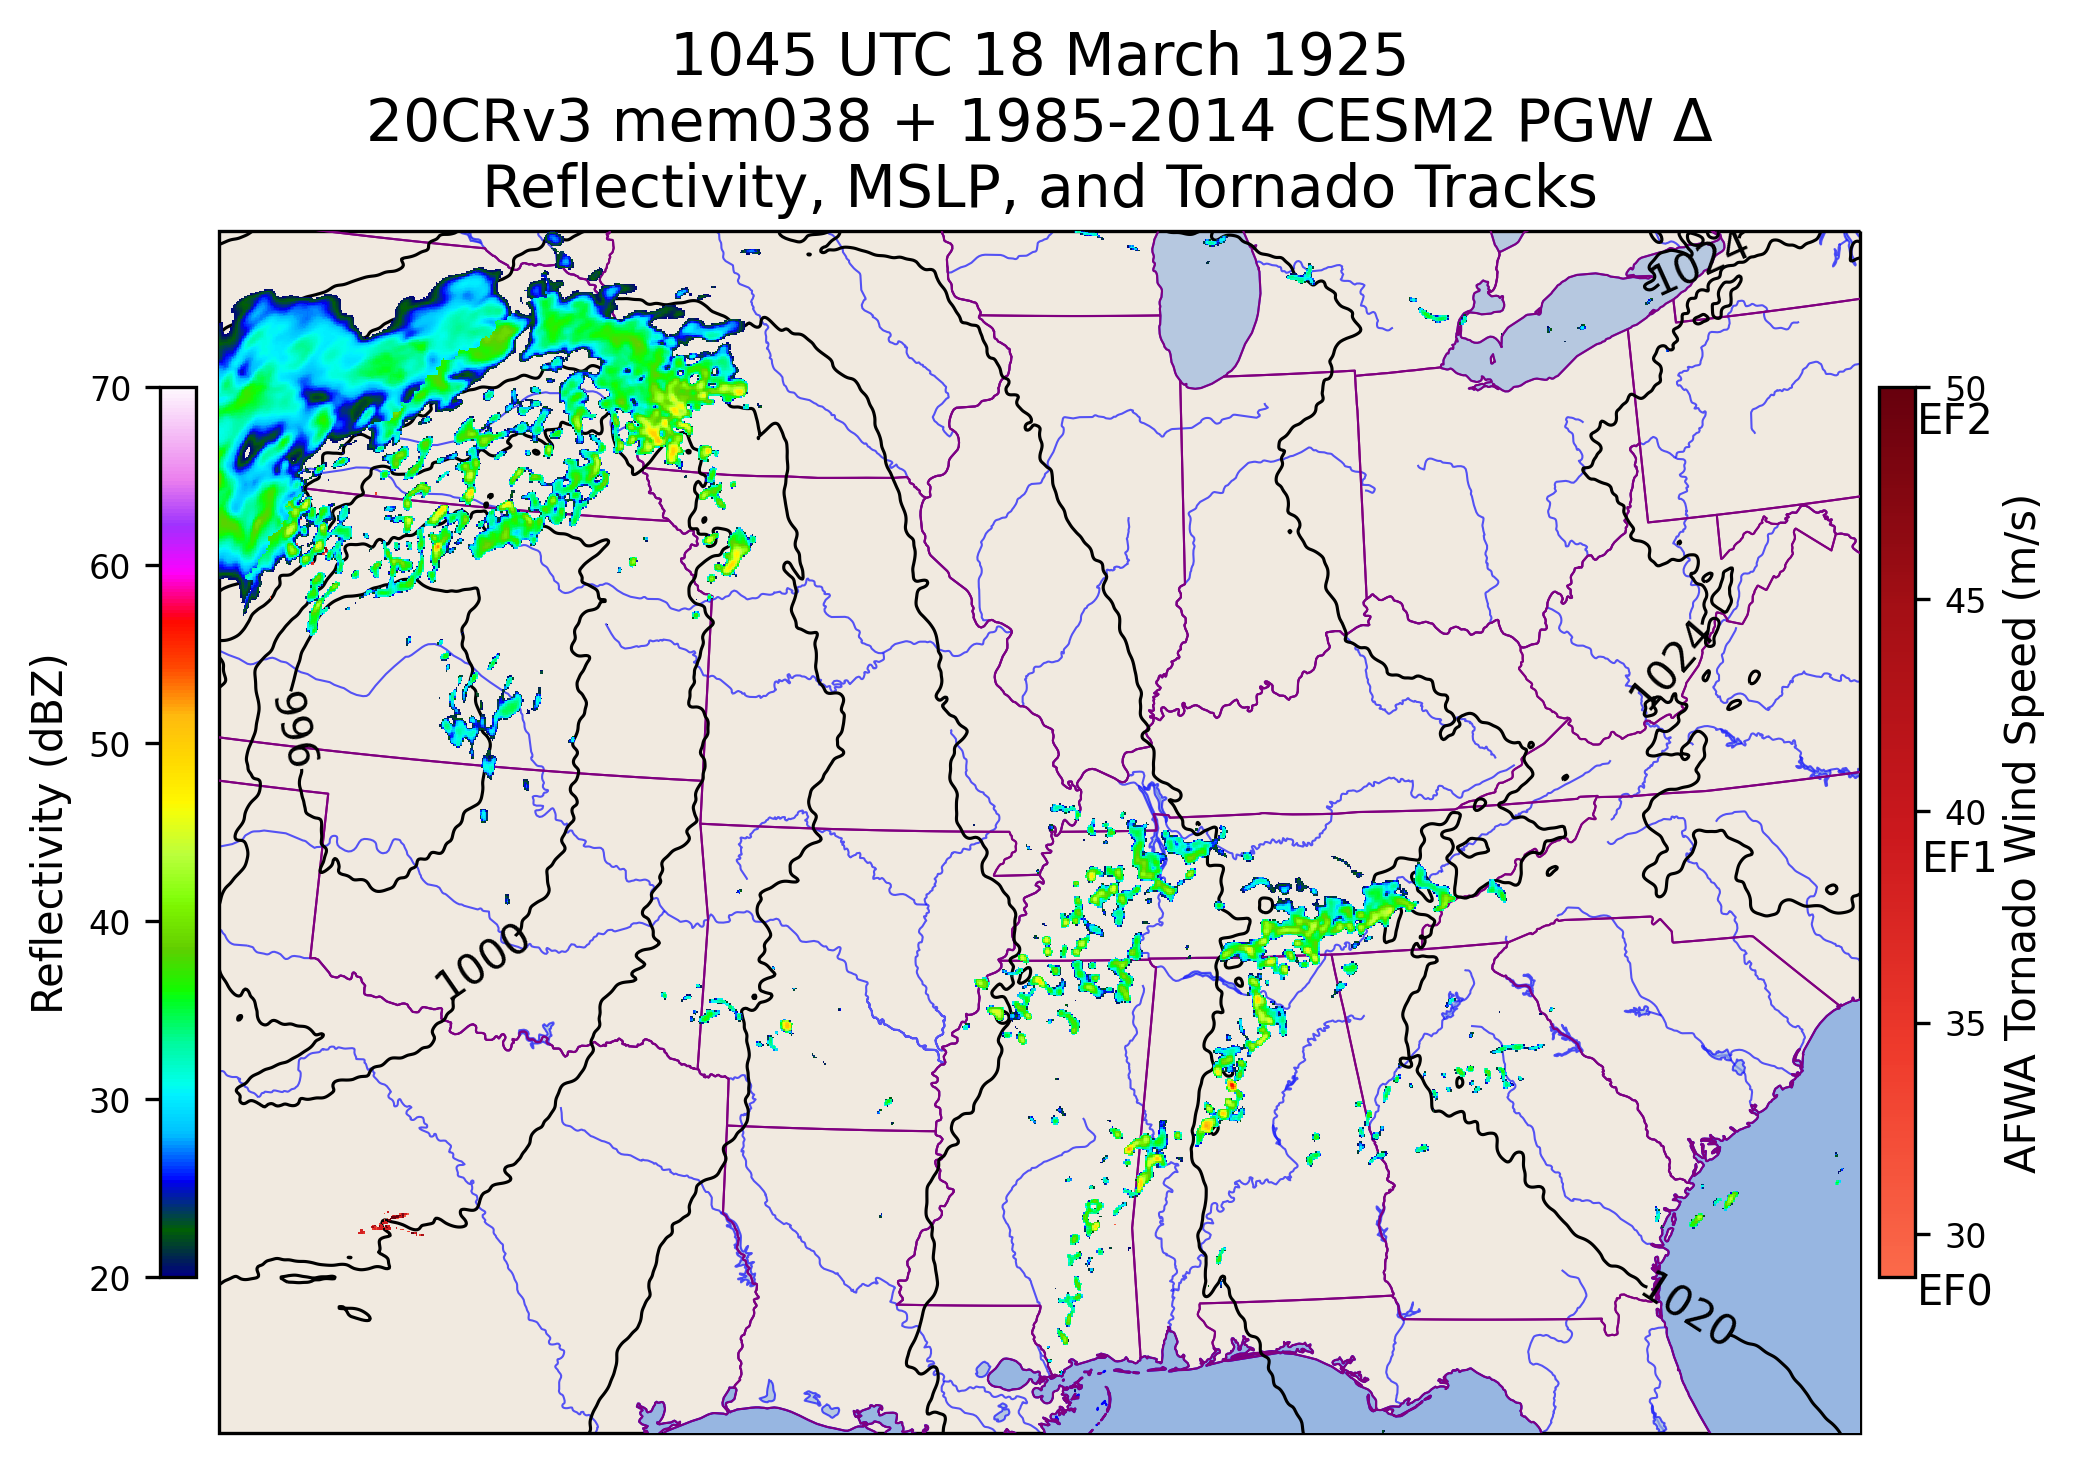 1045 UTC 18 March 1925
20CRv3 mem038 + 1985-2014 CESM2 PGW Δ
Reflectivity, MSLP, and Tornado Tracks
Reflectivity (dBZ)
70
60
50
40
30
20
1024
1024
996
1000
1020
50
EF2
45
40
EF1
35
30
EF0
AFWA Tornado Wind Speed (m/s)